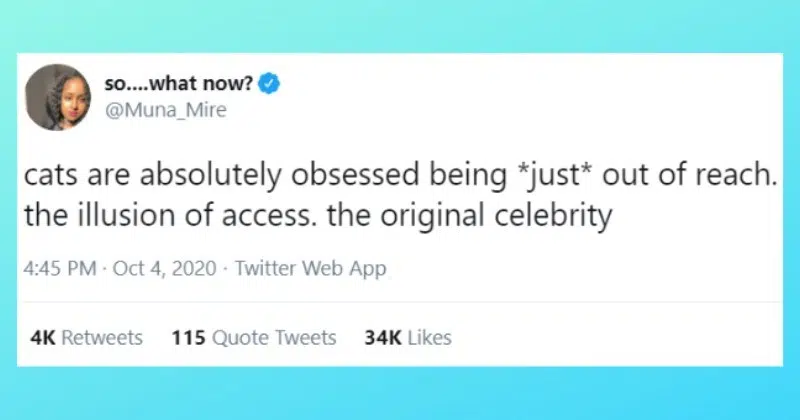 so....what now?
@Muna_Mire
cats are absolutely obsessed being *just* out of reach.
the illusion of access. the original celebrity
4:45 PM · Oct 4, 2020 · Twitter Web App
4K Retweets 115 Quote Tweets 34K Likes